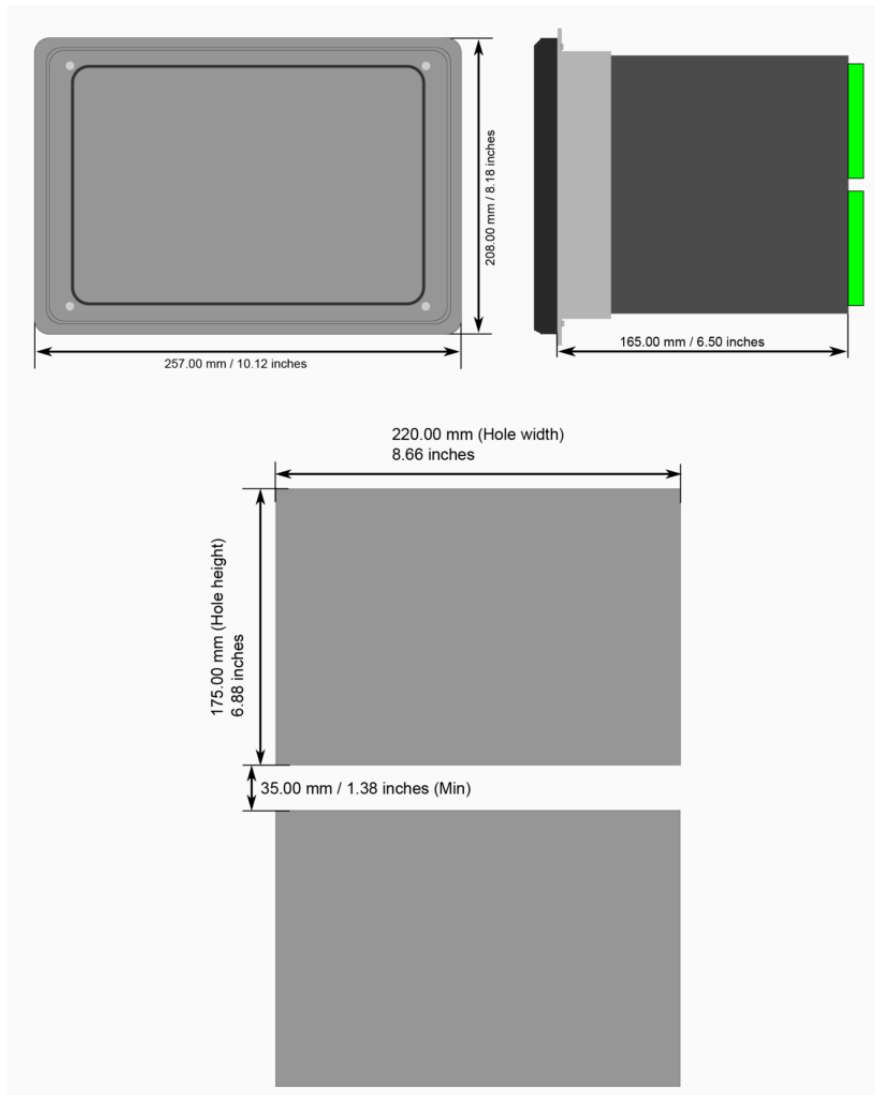 208.00 mm / 8.18 inches
257.00 mm / 10.12 inches
165.00 mm / 6.50 inches
220.00 mm (Hole width)
8.66 inches
175.00 mm (Hole height)
6.88 inches
35.00 mm / 1.38 inches (Min)